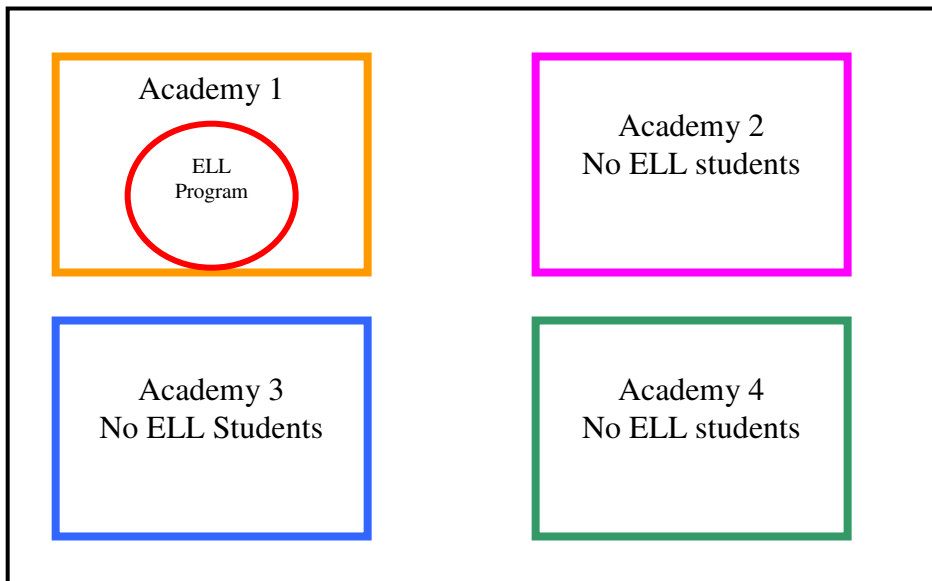 Academy 1
ELL
Program
Academy 2
No ELL students
Academy 3
No ELL Students
Academy 4
No ELL students